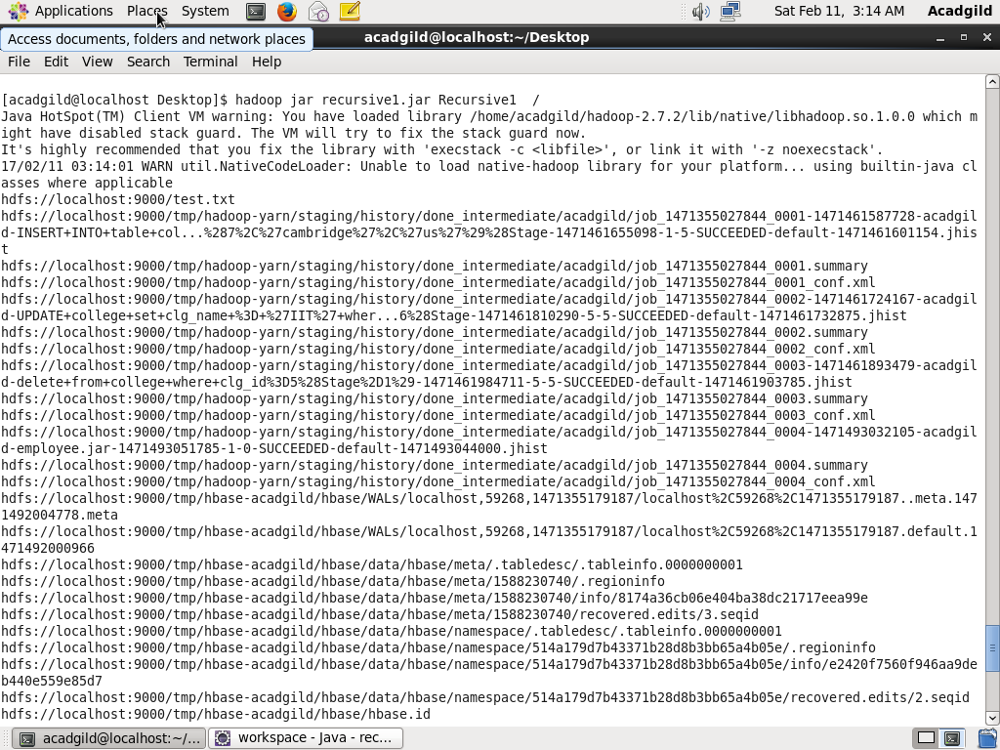 Applications Places System Sat Feb 11, 3:14 AM Acadgild
Access documents, folders and network places
acadgild@localhost:~/Desktop
File Edit View Search Terminal Help
[acadgild@localhost Desktop]$ hadoop jar recursive1.jar Recursive1  /
Java HotSpot(TM) Client VM warning: You have loaded library /home/acadgild/hadoop-2.7.2/lib/native/libhadoop.so.1.0.0 which m
ight have disabled stack guard. The VM will try to fix the stack guard now.
It's highly recommended that you fix the library with 'execstack -c <libfile>', or link it with '-z noexecstack'.
17/02/11 03:14:01 WARN util.NativeCodeLoader: Unable to load native-hadoop library for your platform... using builtin-java cl
asses where applicable
hdfs://localhost:9000/test.txt
hdfs://localhost:9000/tmp/hadoop-yarn/staging/history/done_intermediate/acadgild/job_1471355027844_0001-1471461587728-acadgil
d-INSERT+INTO+table+col...%287%2C%27cambridge%27%2C%27us%27%29%28Stage-1471461655098-1-5-SUCCEEDED-default-1471461601154.jhis
t
hdfs://localhost:9000/tmp/hadoop-yarn/staging/history/done_intermediate/acadgild/job_1471355027844_0001.summary
hdfs://localhost:9000/tmp/hadoop-yarn/staging/history/done_intermediate/acadgild/job_1471355027844_0001_conf.xml
hdfs://localhost:9000/tmp/hadoop-yarn/staging/history/done_intermediate/acadgild/job_1471355027844_0002-1471461724167-acadgil
d-UPDATE+college+set+clg_name+%3D+%27IIT%27+wher...6%28Stage-1471461810290-5-5-SUCCEEDED-default-1471461732875.jhist
hdfs://localhost:9000/tmp/hadoop-yarn/staging/history/done_intermediate/acadgild/job_1471355027844_0002.summary
hdfs://localhost:9000/tmp/hadoop-yarn/staging/history/done_intermediate/acadgild/job_1471355027844_0002_conf.xml
hdfs://localhost:9000/tmp/hadoop-yarn/staging/history/done_intermediate/acadgild/job_1471355027844_0003-1471461893479-acadgil
d-delete+from+college+where+clg_id%3D5%28Stage%2D1%29-1471461984711-5-5-SUCCEEDED-default-1471461903785.jhist
hdfs://localhost:9000/tmp/hadoop-yarn/staging/history/done_intermediate/acadgild/job_1471355027844_0003.summary
hdfs://localhost:9000/tmp/hadoop-yarn/staging/history/done_intermediate/acadgild/job_1471355027844_0003_conf.xml
hdfs://localhost:9000/tmp/hadoop-yarn/staging/history/done_intermediate/acadgild/job_1471355027844_0004-1471493032105-acadgil
d-employee.jar-1471493051785-1-0-SUCCEEDED-default-1471493044000.jhist
hdfs://localhost:9000/tmp/hadoop-yarn/staging/history/done_intermediate/acadgild/job_1471355027844_0004.summary
hdfs://localhost:9000/tmp/hadoop-yarn/staging/history/done_intermediate/acadgild/job_1471355027844_0004_conf.xml
hdfs://localhost:9000/tmp/hbase-acadgild/hbase/WALs/localhost,59268,1471355179187/localhost%2C59268%2C1471355179187..meta.147
1492004778.meta
hdfs://localhost:9000/tmp/hbase-acadgild/hbase/WALs/localhost,59268,1471355179187/localhost%2C59268%2C1471355179187.default.1
471492000966
hdfs://localhost:9000/tmp/hbase-acadgild/hbase/data/hbase/meta/.tabledesc/.tableinfo.0000000001
hdfs://localhost:9000/tmp/hbase-acadgild/hbase/data/hbase/meta/1588230740/.regioninfo
hdfs://localhost:9000/tmp/hbase-acadgild/hbase/data/hbase/meta/1588230740/info/8174a36cb06e404ba38dc21717eea99e
hdfs://localhost:9000/tmp/hbase-acadgild/hbase/data/hbase/meta/1588230740/recovered.edits/3.seqid
hdfs://localhost:9000/tmp/hbase-acadgild/hbase/data/hbase/namespace/.tabledesc/.tableinfo.0000000001
hdfs://localhost:9000/tmp/hbase-acadgild/hbase/data/hbase/namespace/514a179d7b43371b28d8b3bb65a4b05e/.regioninfo
hdfs://localhost:9000/tmp/hbase-acadgild/hbase/data/hbase/namespace/514a179d7b43371b28d8b3bb65a4b05e/info/e2420f7560f946aa9de
b440e559e85d7
hdfs://localhost:9000/tmp/hbase-acadgild/hbase/data/hbase/namespace/514a179d7b43371b28d8b3bb65a4b05e/recovered.edits/2.seqid
hdfs://localhost:9000/tmp/hbase-acadgild/hbase/hbase.id
acadgild@localhost:~/... workspace - Java - rec...